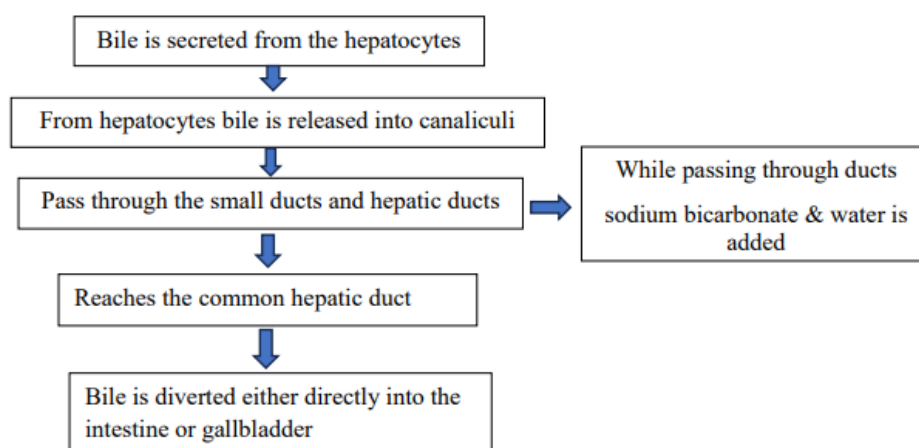 Bile is secreted from the hepatocytes
From hepatocytes bile is released into canaliculi
Pass through the small ducts and hepatic ducts
While passing through ducts
sodium bicarbonate & water is
added
Reaches the common hepatic duct
Bile is diverted either directly into the
intestine or gallbladder